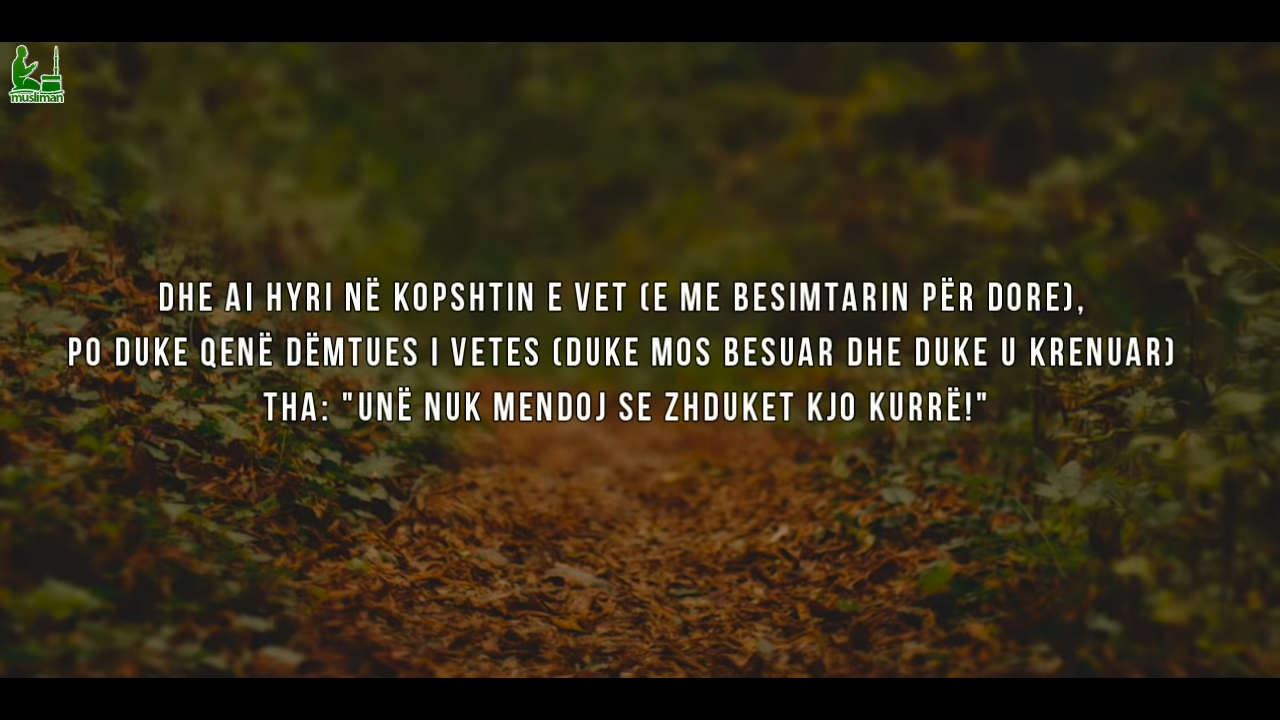 musliman
DHE AI HYRI NË KOPSHTIN E VET (E ME BESIMTARIN PËR DORE),
PO DUKE QENË DËMTUES I VETES (DUKE MOS BESUAR DHE DUKE U KRENUAR)
THA: "UNË NUK MENDOJ SE ZHDUKET KJO KURRË!"